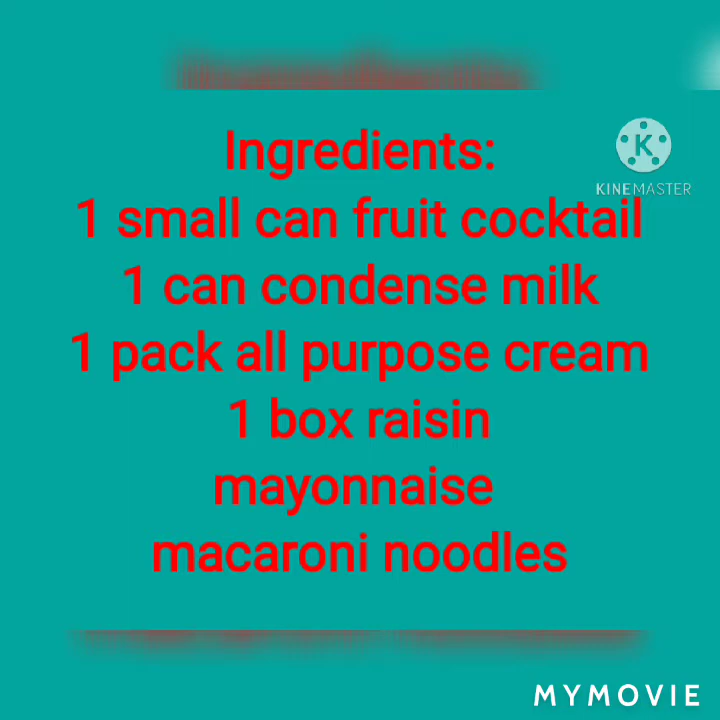 Ingredients:
K
KINEMASTER
1 small can fruit cocktail
1 can condense milk
1 pack all purpose cream
1 box raisin
mayonnaise
macaroni noodles
MYMOVIE